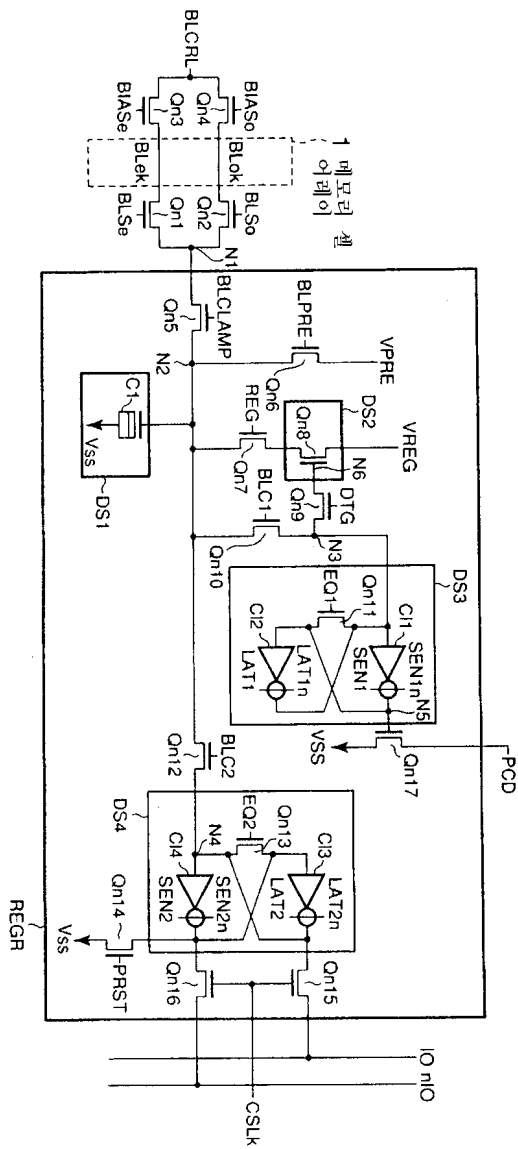 BLCRL
BIASe
BIASo
Qn3
Qn4
BLek
BLok
1 메모리 셀
어레이
BLSe
BLSo
Qn1
Qn2
N1
BLCLAMP
Qn5
N2
BLPRE
VPRE
Qn6
C1
Vss
DS1
REG
Qn7
DS2
Qn8
VREG
N6
DTG
Qn9
N3
BLC1
Qn10
DS3
EQ1
Qn11
CI1
SEN1
SEN1n
CI2
LAT1
LAT1n
N5
VSS
Qn17
PCD
BLC2
Qn12
DS4
N4
EQ2
Qn13
CI3
LAT2
LAT2n
CI4
SEN2
SEN2n
Qn14
Vss
PRST
Qn15
Qn16
REGR
IO nIO
CSLk